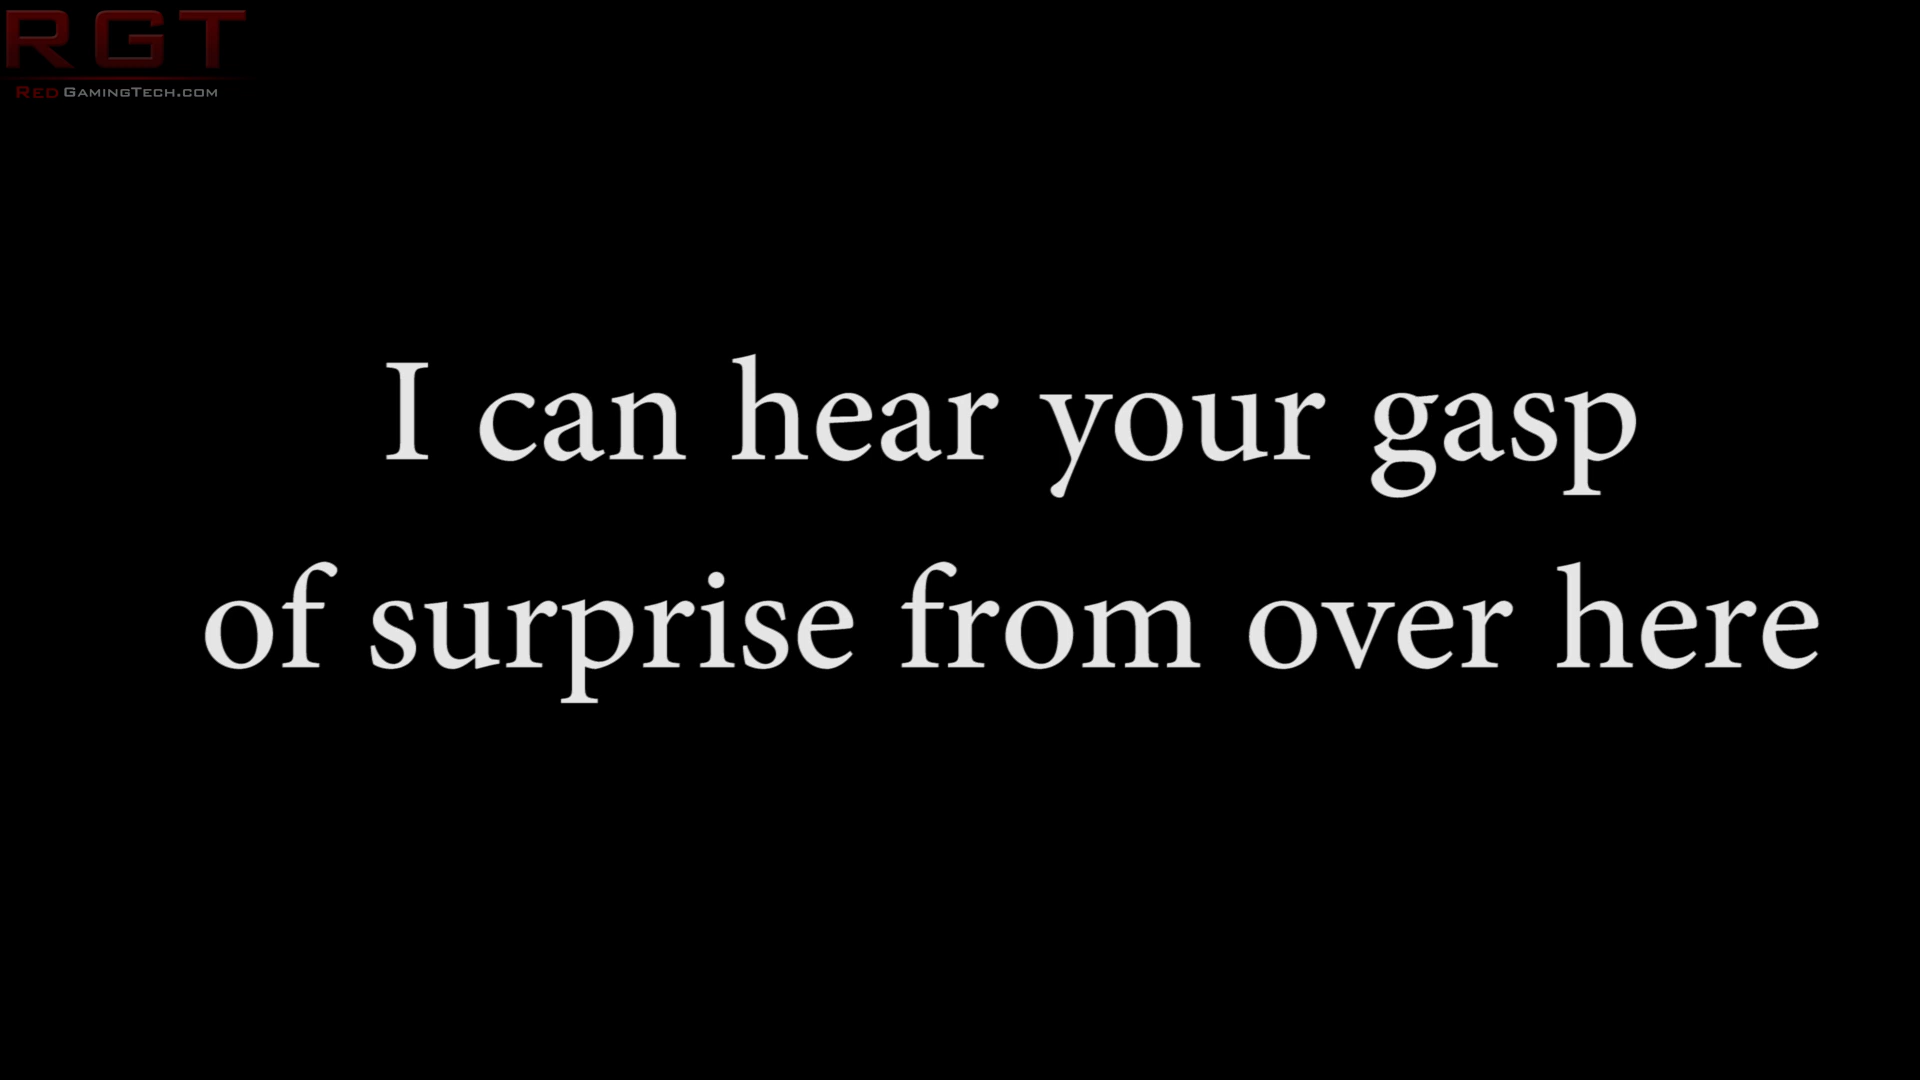 RGT
RedGamingTech.com
I can hear your gasp
of surprise from over here